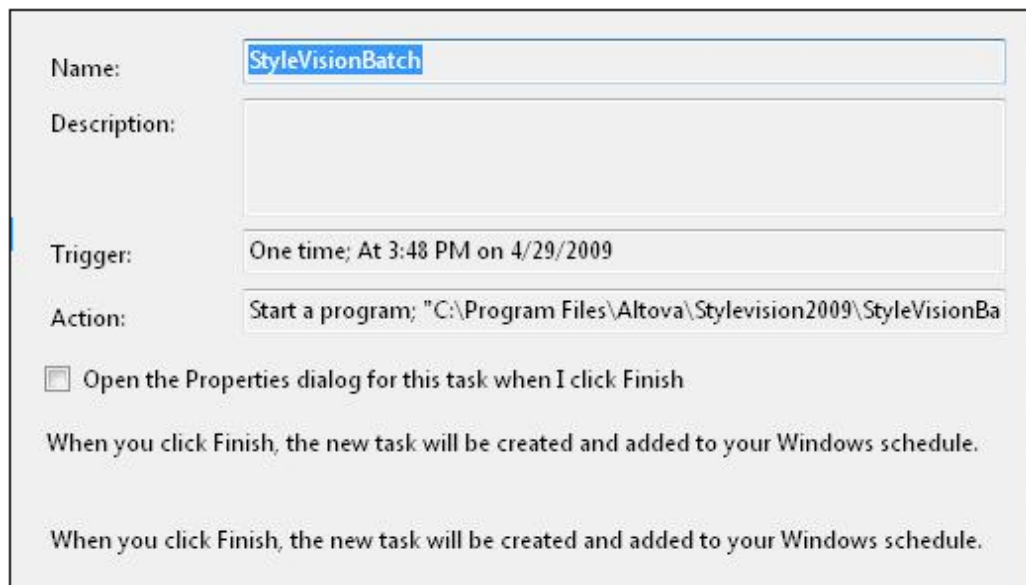 Name: StyleVisionBatch
Description:
Trigger: One time; At 3:48 PM on 4/29/2009
Action: Start a program; "C:\Program Files\Altova\Stylevision2009\StyleVisionBa
Open the Properties dialog for this task when I click Finish
When you click Finish, the new task will be created and added to your Windows schedule.
When you click Finish, the new task will be created and added to your Windows schedule.